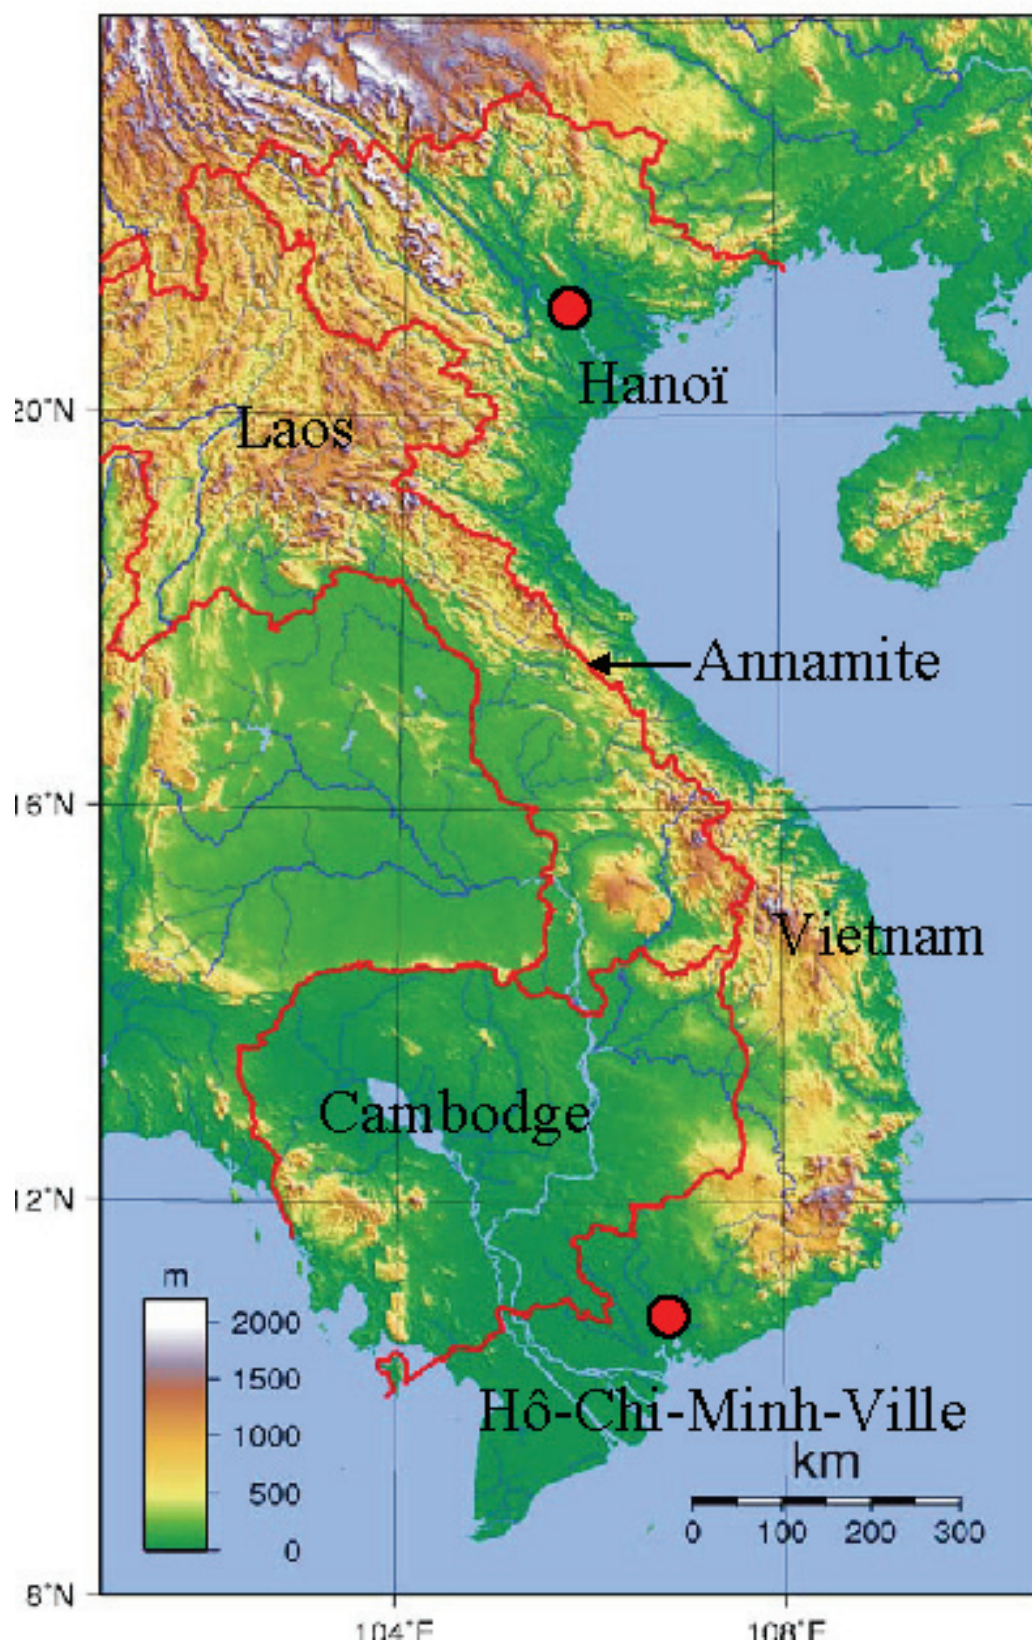 Hanoï
20°N
Laos
Annamite
16°N
Vietnam
Cambodge
12°N
m
2000
1500
1000
500
0
Hô-Chi-Minh-Ville
km
0 100 200 300
8°N
104°E 108°E